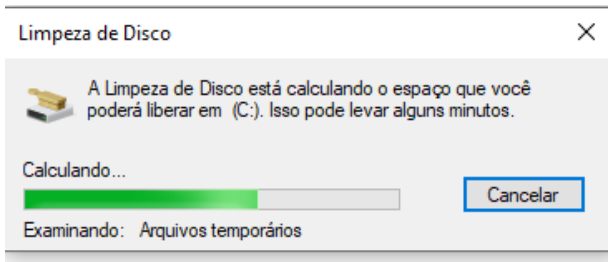 Limpeza de Disco
A Limpeza de Disco está calculando o espaço que você
poderá liberar em  (C:). Isso pode levar alguns minutos.
Calculando...
Cancelar
Examinando:   Arquivos temporários